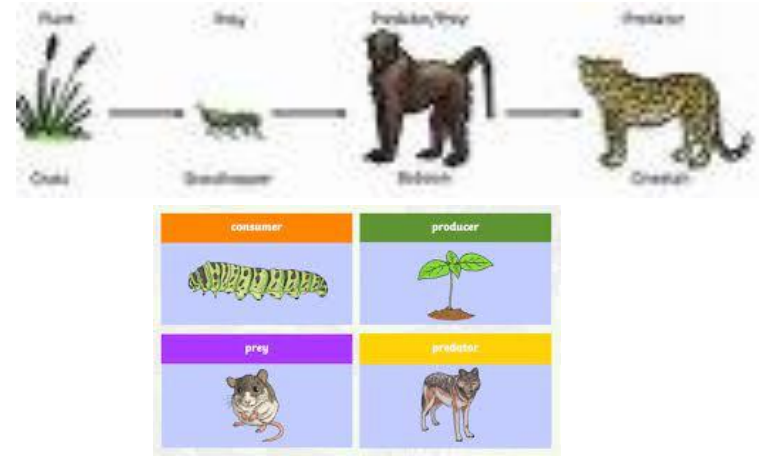 Plant Prey Predator/Prey Predator
Grass Grasshopper Baboon Cheetah
consumer producer
prey predator